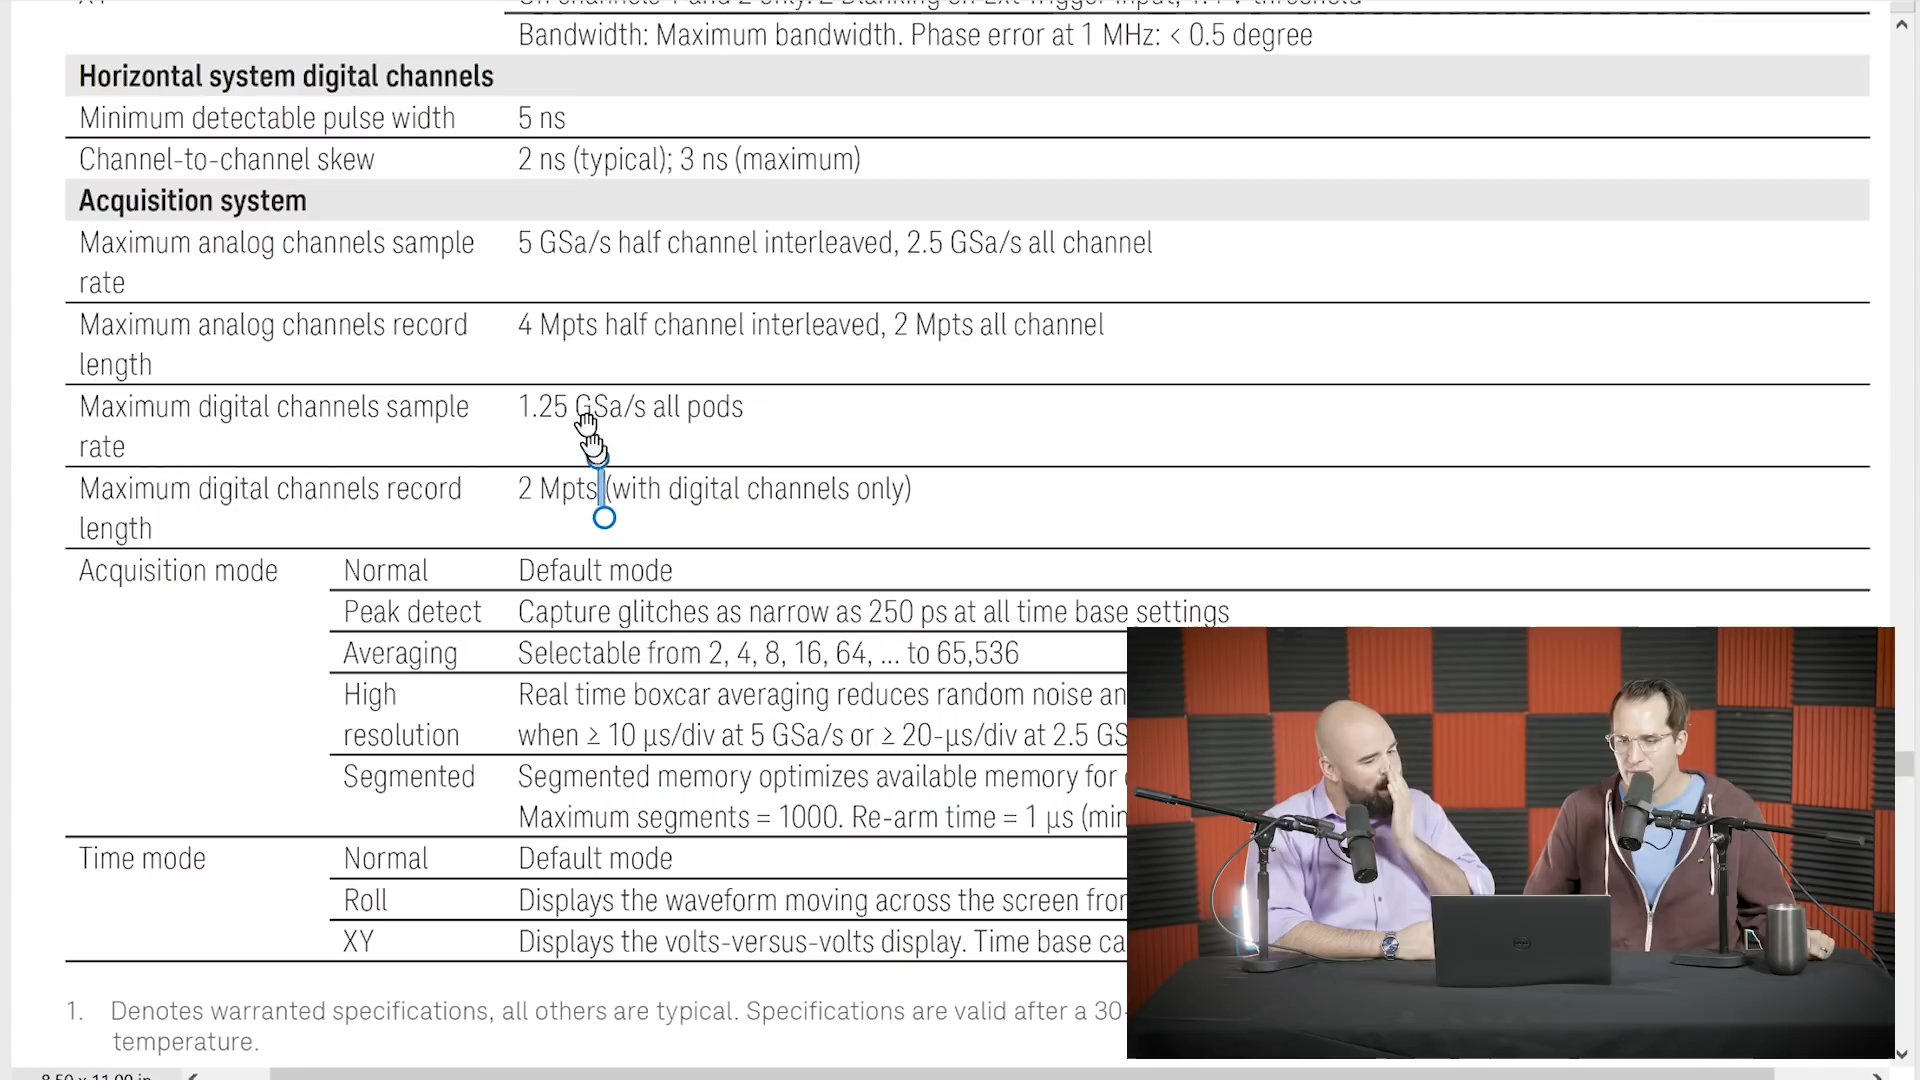 Bandwidth: Maximum bandwidth. Phase error at 1 MHz: < 0.5 degree
Horizontal system digital channels
Minimum detectable pulse width 5 ns
Channel-to-channel skew 2 ns (typical); 3 ns (maximum)
Acquisition system
Maximum analog channels sample 5 GSa/s half channel interleaved, 2.5 GSa/s all channel
rate
Maximum analog channels record 4 Mpts half channel interleaved, 2 Mpts all channel
length
Maximum digital channels sample 1.25 GSa/s all pods
rate
Maximum digital channels record 2 Mpts (with digital channels only)
length
Acquisition mode Normal Default mode
Peak detect Capture glitches as narrow as 250 ps at all time base settings
Averaging Selectable from 2, 4, 8, 16, 64, ... to 65,536
High Real time boxcar averaging reduces random noise an
resolution when ≥ 10 µs/div at 5 GSa/s or ≥ 20-µs/div at 2.5 GS
Segmented Segmented memory optimizes available memory for
Maximum segments = 1000. Re-arm time = 1 µs (min
Time mode Normal Default mode
Roll Displays the waveform moving across the screen fro
XY Displays the volts-versus-volts display. Time base ca
1. Denotes warranted specifications, all others are typical. Specifications are valid after a 30-
temperature.
8.50 x 11.00 in